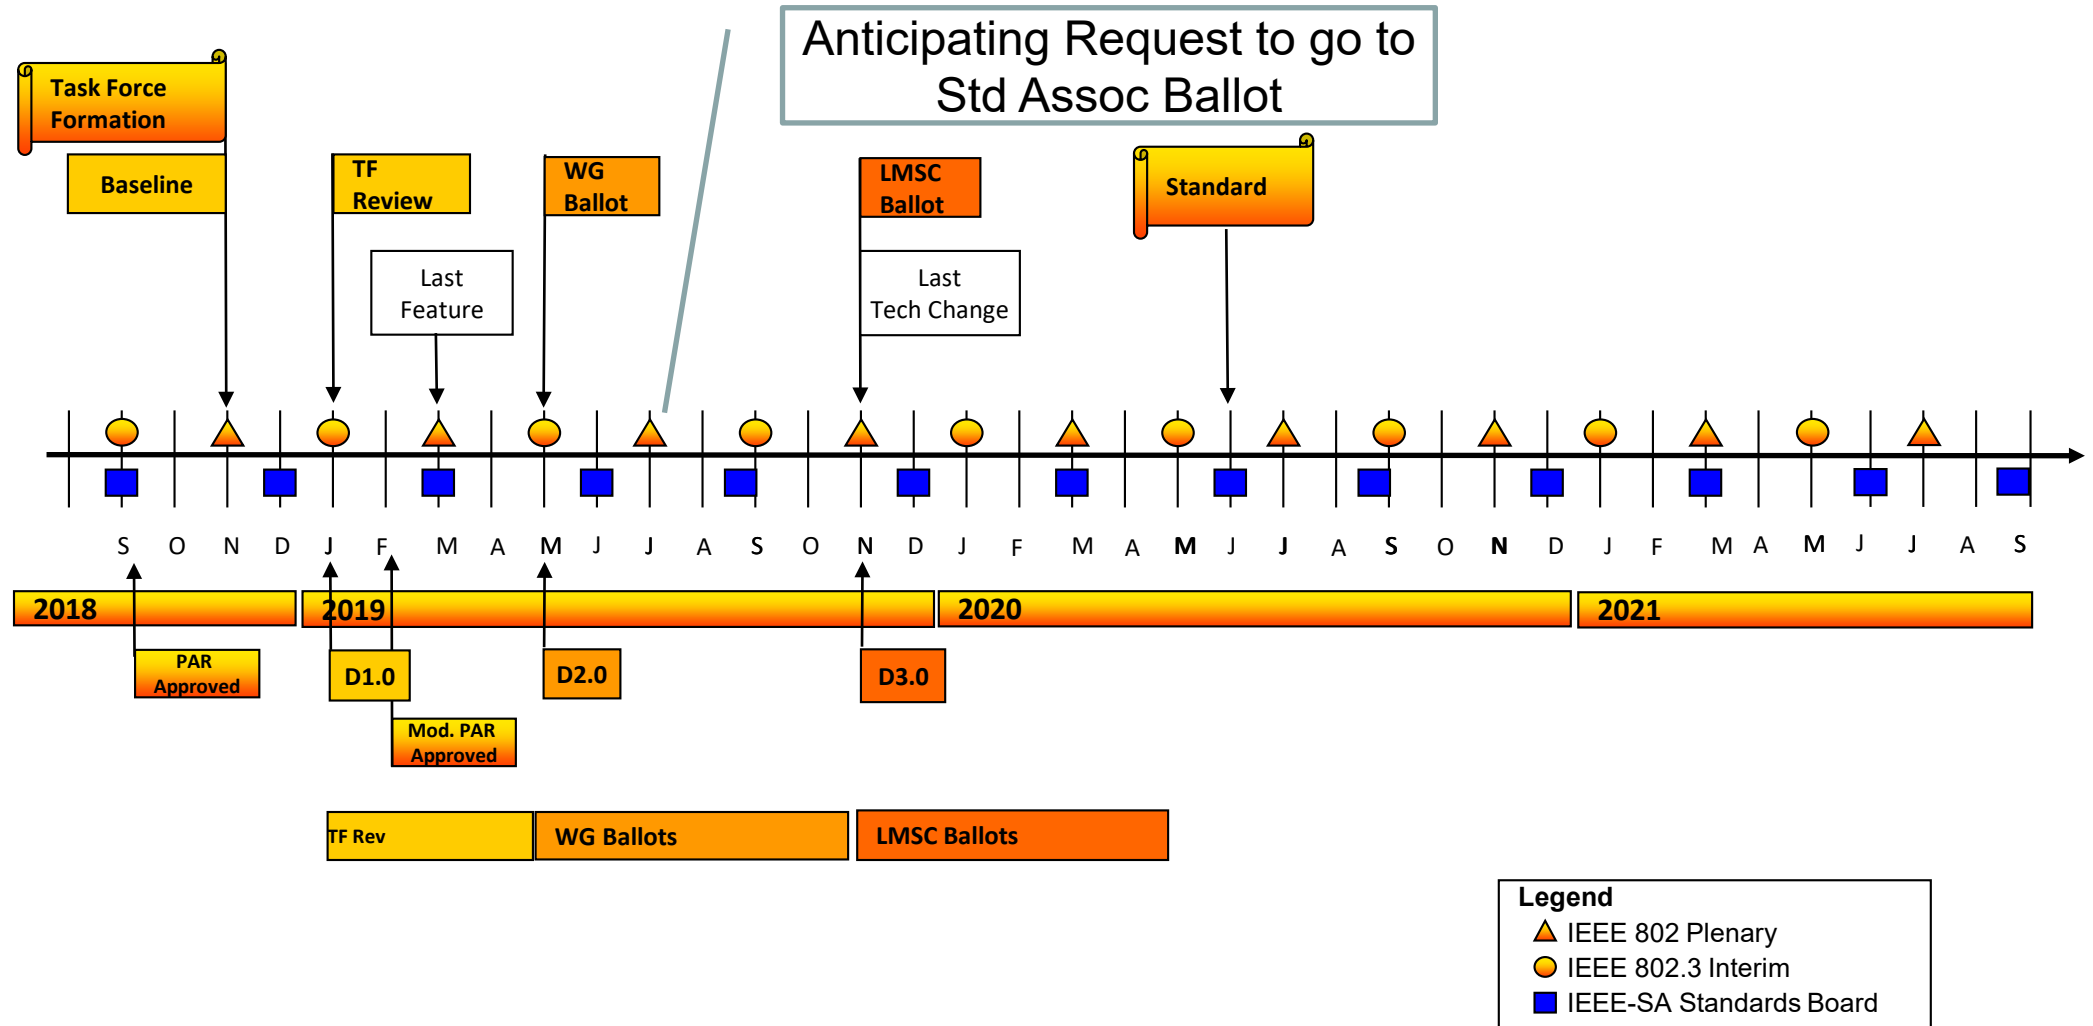 Anticipating Request to go to
Std Assoc Ballot
Task Force
Formation
Baseline
TF
Review
WG
Ballot
LMSC
Ballot
Standard
Last
Feature
Last
Tech Change
S O N D J F M A M J J A S O N D J F M A M J J A S O N D J F M A M J J A S
2018 2019 2020 2021
PAR
Approved
D1.0
D2.0
D3.0
Mod. PAR
Approved
TF Rev
WG Ballots
LMSC Ballots
Legend
IEEE 802 Plenary
IEEE 802.3 Interim
IEEE-SA Standards Board